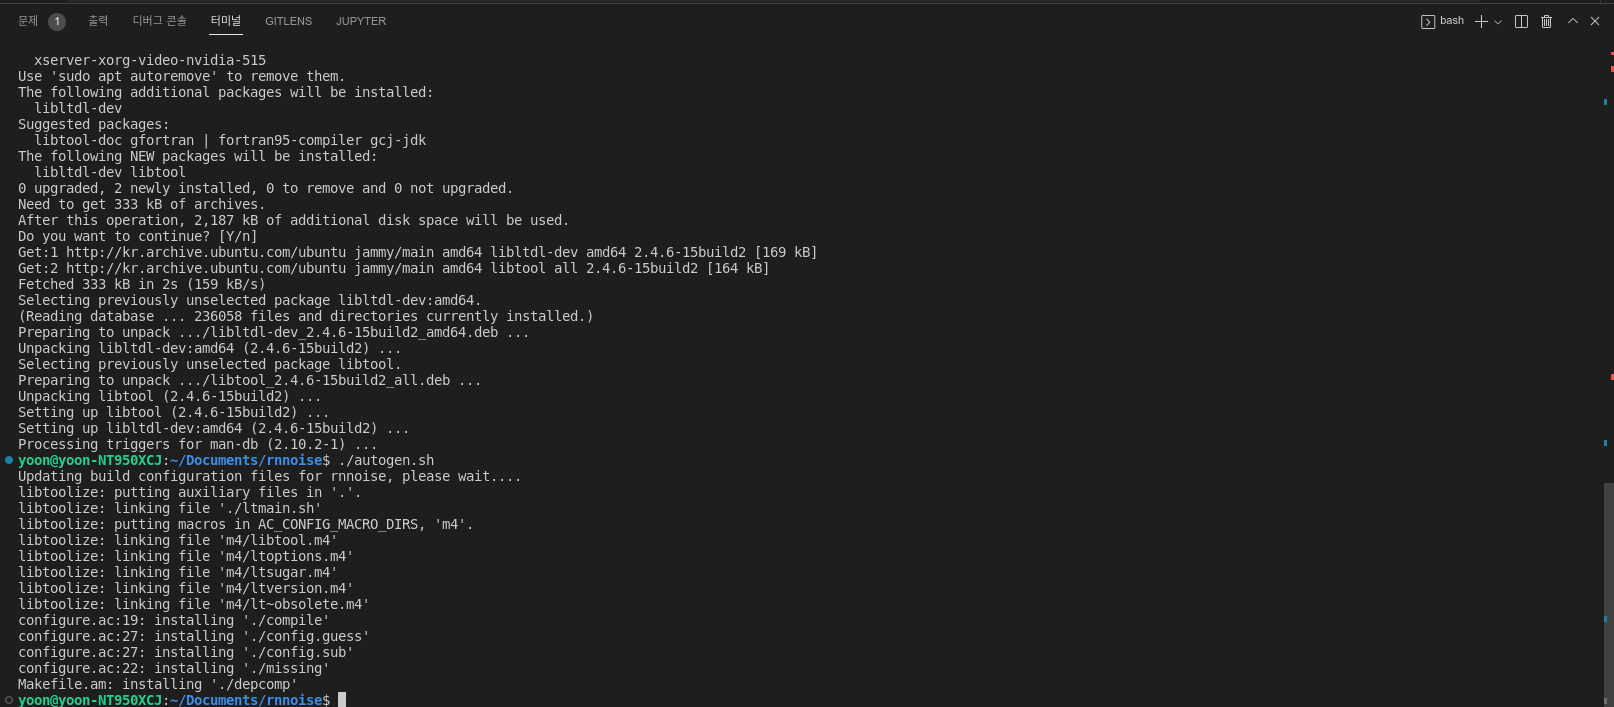 문제 1 출력 디버그 콘솔 터미널 GITLENS JUPYTER bash
xserver-xorg-video-nvidia-515
Use 'sudo apt autoremove' to remove them.
The following additional packages will be installed:
libltdl-dev
Suggested packages:
libtool-doc gfortran | fortran95-compiler gcj-jdk
The following NEW packages will be installed:
libltdl-dev libtool
0 upgraded, 2 newly installed, 0 to remove and 0 not upgraded.
Need to get 333 kB of archives.
After this operation, 2,187 kB of additional disk space will be used.
Do you want to continue? [Y/n]
Get:1 http://kr.archive.ubuntu.com/ubuntu jammy/main amd64 libltdl-dev amd64 2.4.6-15build2 [169 kB]
Get:2 http://kr.archive.ubuntu.com/ubuntu jammy/main amd64 libtool all 2.4.6-15build2 [164 kB]
Fetched 333 kB in 2s (159 kB/s)
Selecting previously unselected package libltdl-dev:amd64.
(Reading database ... 236058 files and directories currently installed.)
Preparing to unpack .../libltdl-dev_2.4.6-15build2_amd64.deb ...
Unpacking libltdl-dev:amd64 (2.4.6-15build2) ...
Selecting previously unselected package libtool.
Preparing to unpack .../libtool_2.4.6-15build2_all.deb ...
Unpacking libtool (2.4.6-15build2) ...
Setting up libtool (2.4.6-15build2) ...
Setting up libltdl-dev:amd64 (2.4.6-15build2) ...
Processing triggers for man-db (2.10.2-1) ...
yoon@yoon-NT950XCJ:~/Documents/rnnoise$ ./autogen.sh
Updating build configuration files for rnnoise, please wait....
libtoolize: putting auxiliary files in '.'.
libtoolize: linking file './ltmain.sh'
libtoolize: putting macros in AC_CONFIG_MACRO_DIRS, 'm4'.
libtoolize: linking file 'm4/libtool.m4'
libtoolize: linking file 'm4/ltoptions.m4'
libtoolize: linking file 'm4/ltsugar.m4'
libtoolize: linking file 'm4/ltversion.m4'
libtoolize: linking file 'm4/lt~obsolete.m4'
configure.ac:19: installing './compile'
configure.ac:27: installing './config.guess'
configure.ac:27: installing './config.sub'
configure.ac:22: installing './missing'
Makefile.am: installing './depcomp'
yoon@yoon-NT950XCJ:~/Documents/rnnoise$